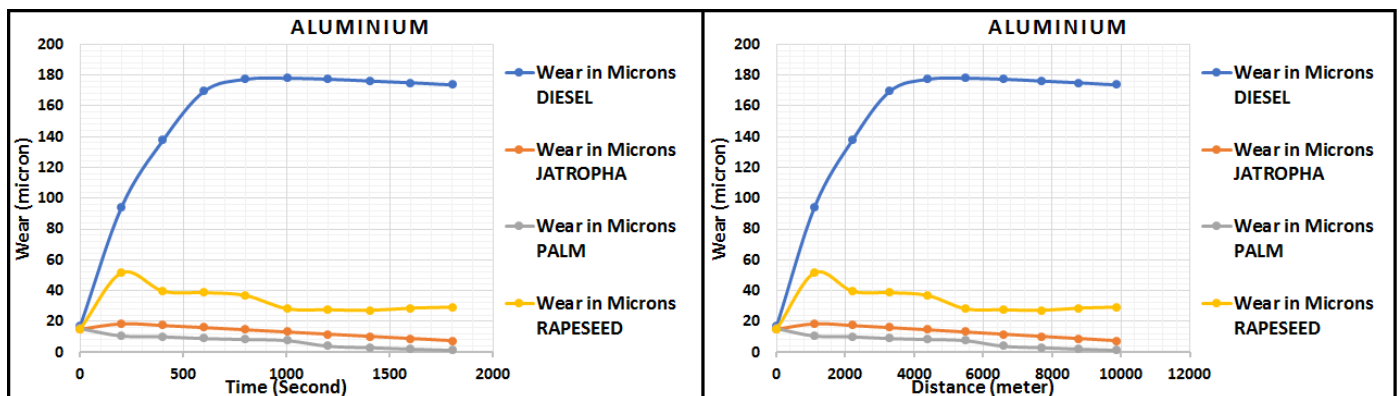 ALUMINIUM
200
180
160
140
120
100
80
60
40
20
0
Wear (micron)
0
500
1000
1500
2000
Time (Second)
Wear in Microns
DIESEL
Wear in Microns
JATROPHA
Wear in Microns
PALM
Wear in Microns
RAPESEED
ALUMINIUM
200
180
160
140
120
100
80
60
40
20
0
Wear (micron)
0
2000
4000
6000
8000
10000
12000
Distance (meter)
Wear in Microns
DIESEL
Wear in Microns
JATROPHA
Wear in Microns
PALM
Wear in Microns
RAPESEED